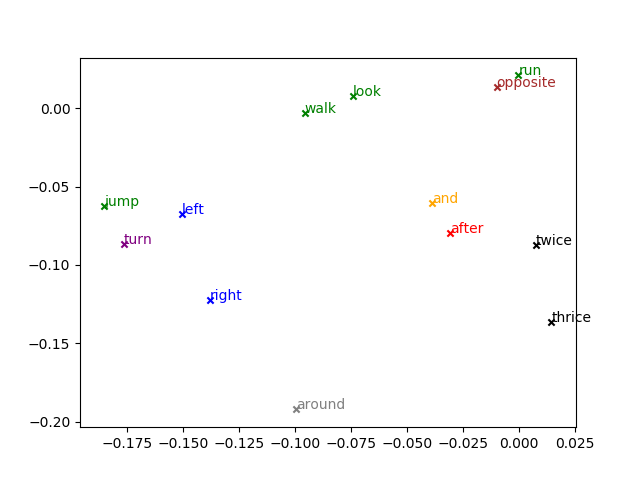 run
opposite
look
walk
0.00
jump
left
and
−0.05
turn
after
twice
−0.10
right
thrice
−0.15
around
−0.20
−0.175
−0.150
−0.125
−0.100
−0.075
−0.050
−0.025
0.000
0.025